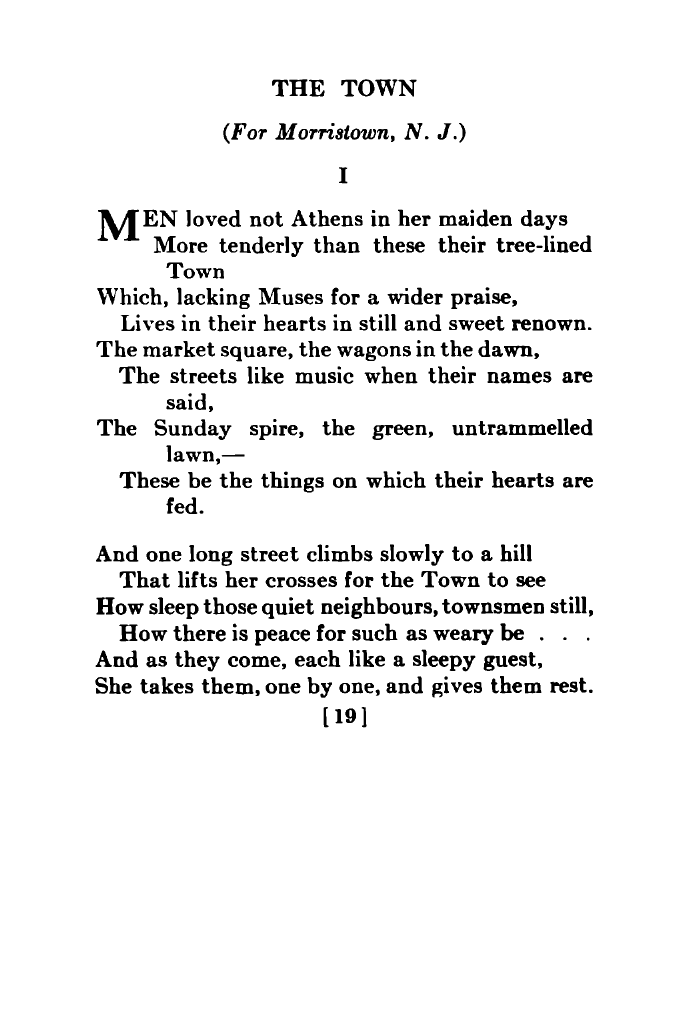 THE TOWN
(For Morristown, N. J.)
I
MEN loved not Athens in her maiden days
More tenderly than these their tree-lined
Town
Which, lacking Muses for a wider praise,
Lives in their hearts in still and sweet renown.
The market square, the wagons in the dawn,
The streets like music when their names are
said,
The Sunday spire, the green, untrammelled
lawn,—
These be the things on which their hearts are
fed.
And one long street climbs slowly to a hill
That lifts her crosses for the Town to see
How sleep those quiet neighbours, townsmen still,
How there is peace for such as weary be . . .
And as they come, each like a sleepy guest,
She takes them, one by one, and gives them rest.
[19]